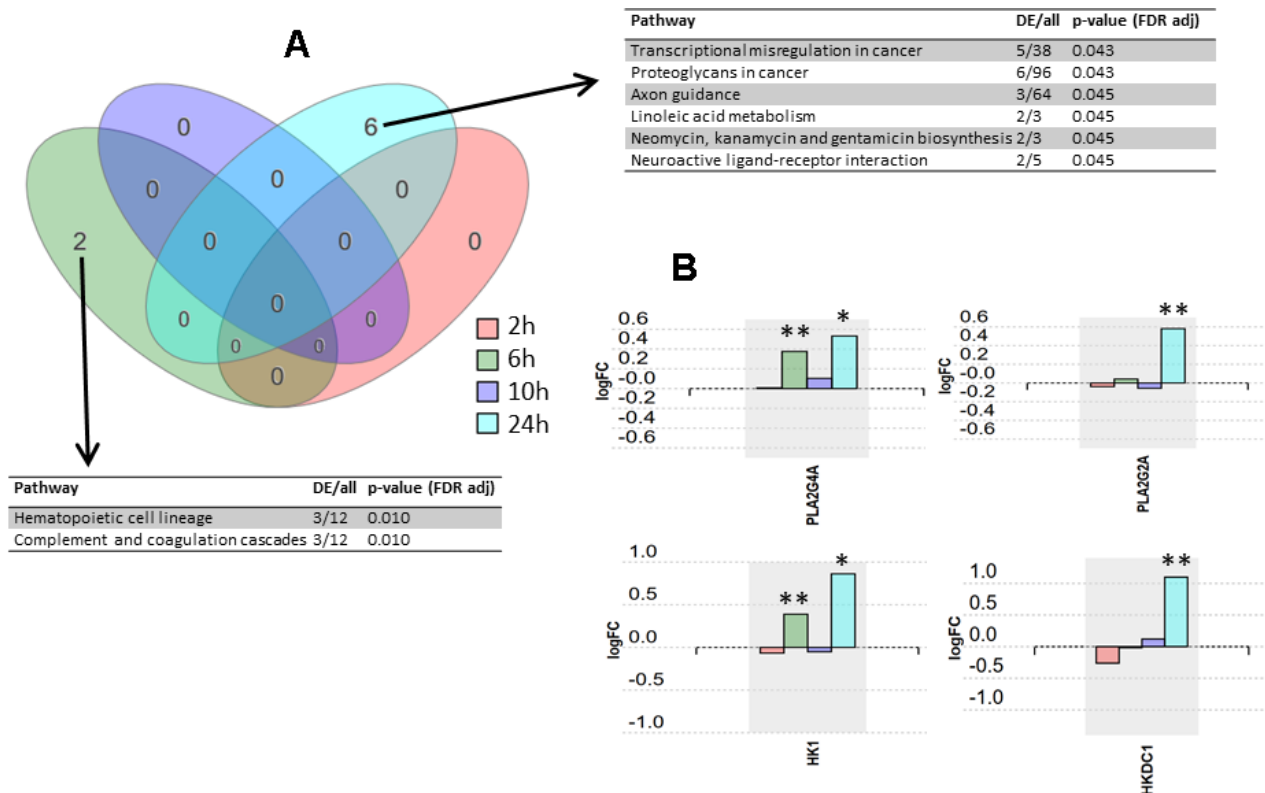 A
Pathway DE/all p-value (FDR adj)
Transcriptional misregulation in cancer 5/38 0.043
Proteoglycans in cancer 6/96 0.043
Axon guidance 3/64 0.045
Linoleic acid metabolism 2/3 0.045
Neomycin, kanamycin and gentamicin biosynthesis 2/3 0.045
Neuroactive ligand-receptor interaction 2/5 0.045
0 6
0 0 0
2 0 0 0
0
0 0
0 0
0
2h
6h
10h
24h
Pathway DE/all p-value (FDR adj)
Hematopoietic cell lineage 3/12 0.010
Complement and coagulation cascades 3/12 0.010
B
logFC
0.6
0.4
0.2
-0.0
-0.2
-0.4
-0.6
** *
PLA2G4A
logFC
0.6
0.4
0.2
-0.0
-0.2
-0.4
-0.6
**
PLA2G2A
logFC
1.0
0.5
0.0
-0.5
-1.0
** *
HK1
logFC
1.0
0.5
0.0
-0.5
-1.0
**
HKDC1